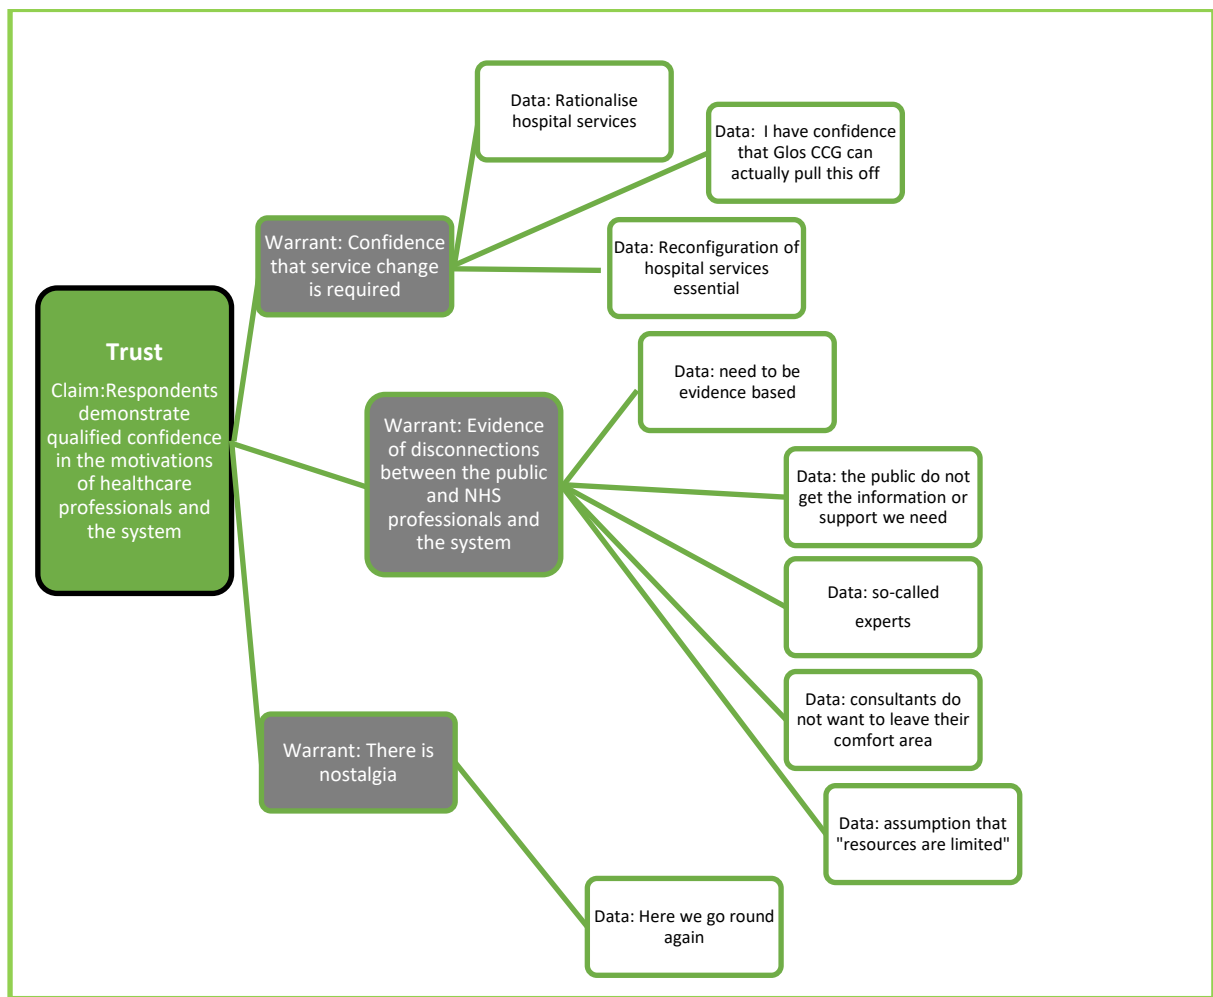 Trust
Claim:Respondents
demonstrate
qualified confidence
in the motivations
of healthcare
professionals and
the system
Warrant: Confidence
that service change
is required
Data: Rationalise
hospital services
Data:  I have confidence
that Glos CCG can
actually pull this off
Data: Reconfiguration of
hospital services
essential
Warrant: Evidence
of disconnections
between the public
and NHS
professionals and
the system
Data: need to be
evidence based
Data: the public do not
get the information or
support we need
Data: so-called
experts
Data: consultants do
not want to leave their
comfort area
Data: assumption that
"resources are limited"
Warrant: There is
nostalgia
Data: Here we go round
again